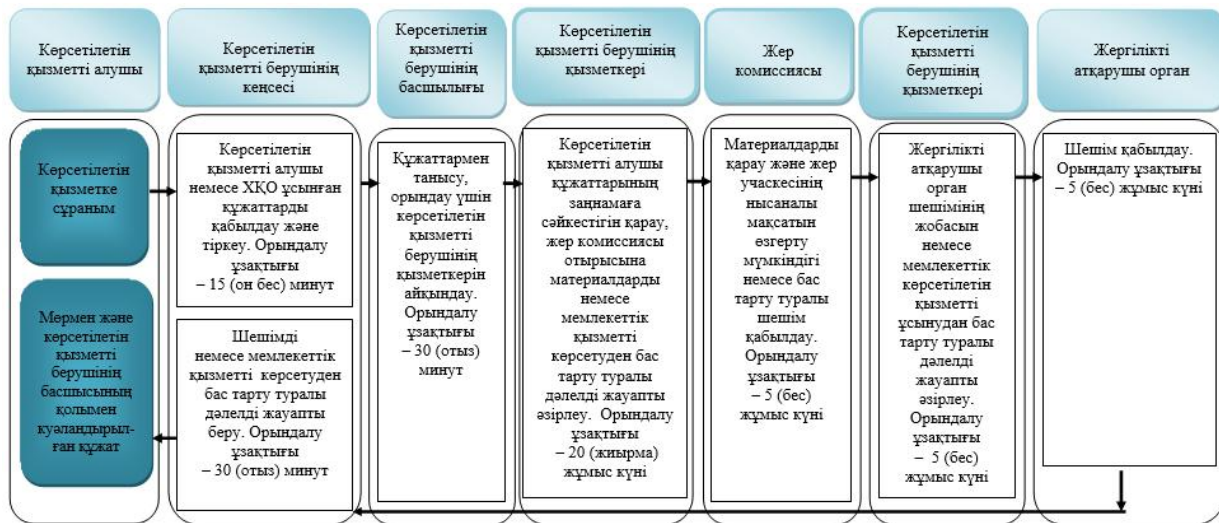 Көрсетілетін
қызметті алушы
Көрсетілетін
қызметті берушінің
кеңсесі
Көрсетілетін
қызметті
берушінің
басшылығы
Көрсетілетін
қызметті берушінің
қызметкері
Жер
комиссиясы
Көрсетілетін
қызметті
берушінің
қызметкері
Жергілікті
атқарушы орган
Көрсетілетін
қызметке
сұраным
Мөрмен және
көрсетілетін
қызметті
берушінің
басшысының
қолымен
куәландырыл-
ған құжат
Көрсетілетін
қызметті алушы
немесе ХҚО ұсынған
құжаттарды
қабылдау және
тіркеу. Орындалу
ұзақтығы
– 15 (он бес) минут
Шешімді
немесе мемлекеттік
қызметті көрсетуден
бас тарту туралы
дәлелді жауапты
беру. Орындалу
ұзақтығы
– 30 (отыз) минут
Құжаттармен
танысу,
орындау үшін
көрсетілетін
қызметті
берушінің
қызметкерін
айқындау.
Орындалу
ұзақтығы
– 30 (отыз)
минут
Көрсетілетін
қызметті алушы
құжаттарының
заңнамаға
сәйкестігін қарау,
жер комиссиясы
отырысына
материалдарды
немесе
мемлекеттік
қызметті
көрсетуден бас
тарту туралы
дәлелді жауапты
әзірлеу. Орындалу
ұзақтығы
– 20 (жиырма)
жұмыс күні
Материалдарды
қарау және жер
учаскесінің
нысаналы
мақсатын
өзгерту
мүмкіндігі
немесе бас
тарту туралы
шешім
қабылдау.
Орындалу
ұзақтығы
– 5 (бес)
жұмыс күні
Жергілікті
атқарушы
орган
шешімінің
жобасын
немесе
мемлекеттік
көрсетілетін
қызметті
ұсынудан бас
тарту туралы
дәлелді
жауапты
әзірлеу.
Орындалу
ұзақтығы
– 5 (бес)
жұмыс күні
Шешім қабылдау.
Орындалу ұзақтығы
– 5 (бес) жұмыс күні